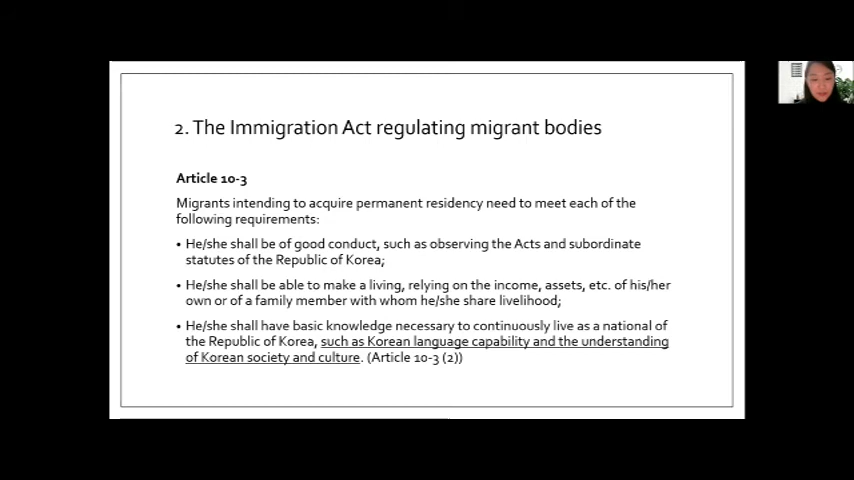 2. The Immigration Act regulating migrant bodies
Article 10-3
Migrants intending to acquire permanent residency need to meet each of the
following requirements:
• He/she shall be of good conduct, such as observing the Acts and subordinate
statutes of the Republic of Korea;
• He/she shall be able to make a living, relying on the income, assets, etc. of his/her
own or of a family member with whom he/she share livelihood;
• He/she shall have basic knowledge necessary to continuously live as a national of
the Republic of Korea, such as Korean language capability and the understanding
of Korean society and culture. (Article 10-3 (2))